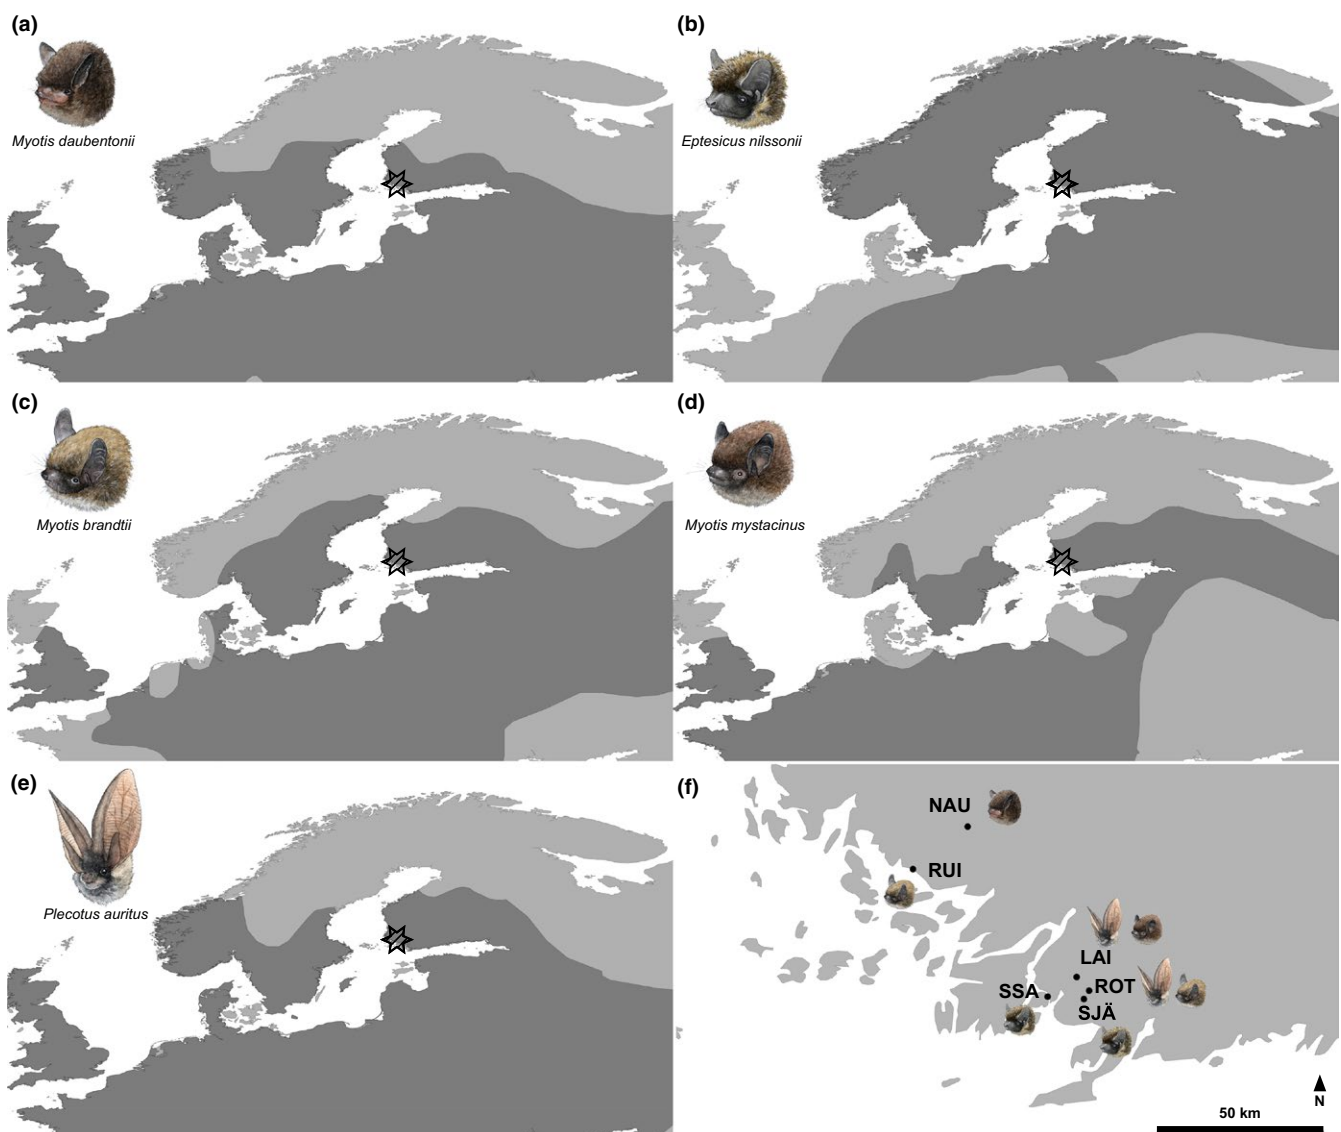 (a)
Myotis daubentonii
(b)
Eptesicus nilssonii
(c)
Myotis brandtii
(d)
Myotis mystacinus
(e)
Plecotus auritus
(f)
NAU
RUI
LAI
ROT
SSA
SJÄ
N
50 km